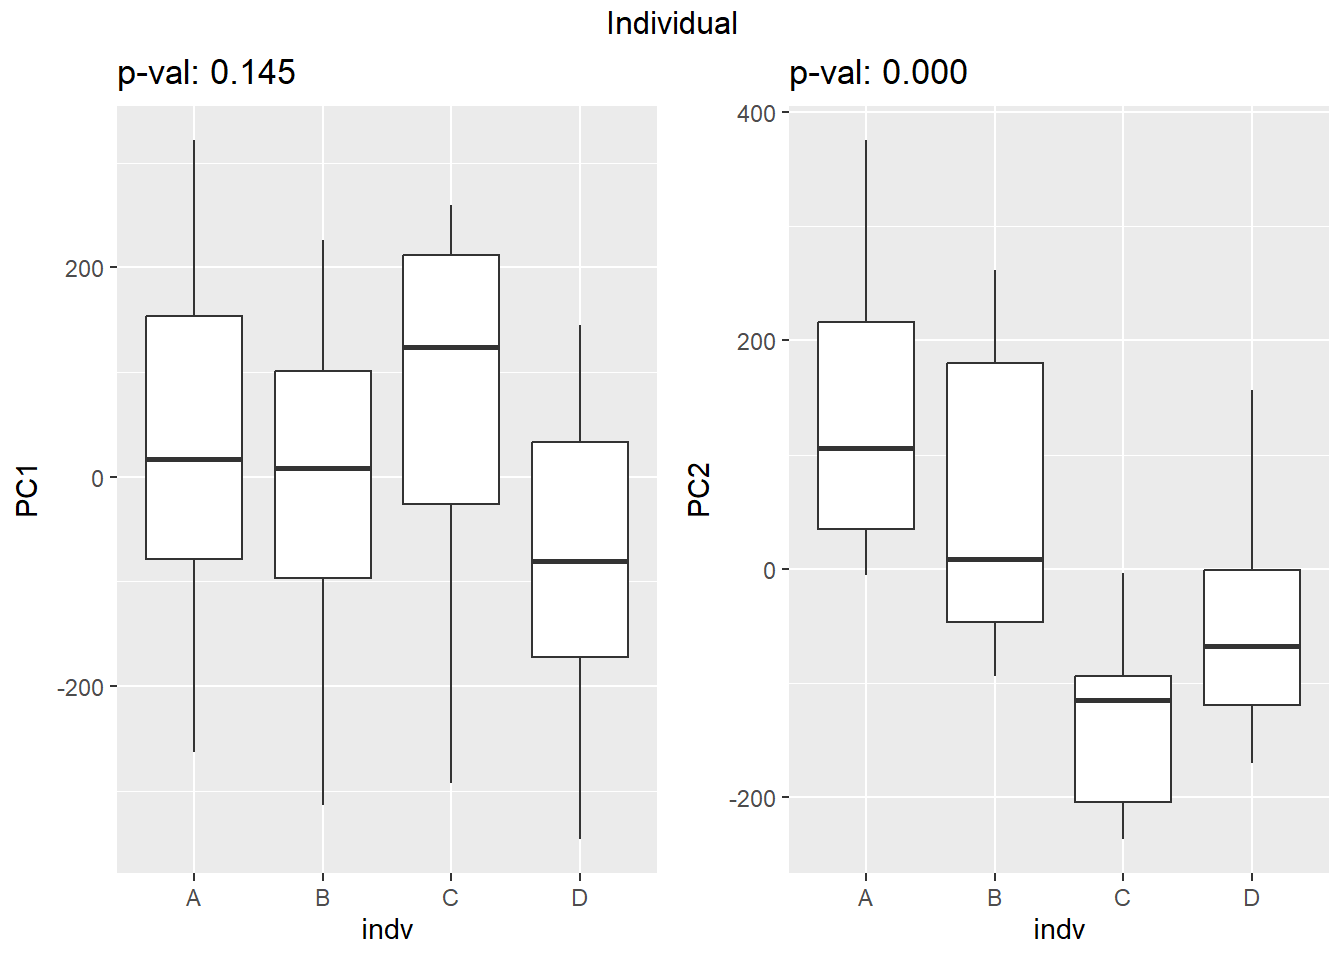 Individual
p-val: 0.145
200
0
-200
PC1
A B C D
indv
p-val: 0.000
400
200
0
-200
PC2
A B C D
indv